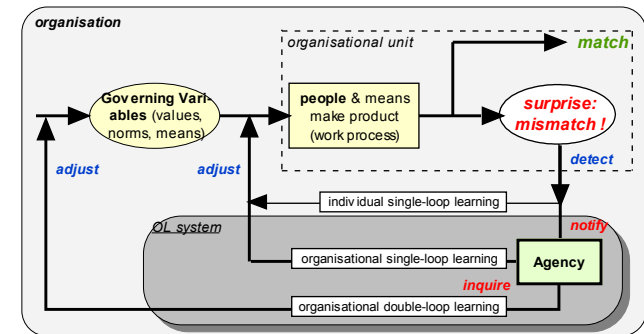 organisation
organisational unit
match
Governing Vari-
ables (values,
norms, means)
people & means
make product
(work process)
surprise:
mismatch !
adjust
adjust
detect
individual single-loop learning
OL system
notify
organisational single-loop learning
Agency
inquire
organisational double-loop learning